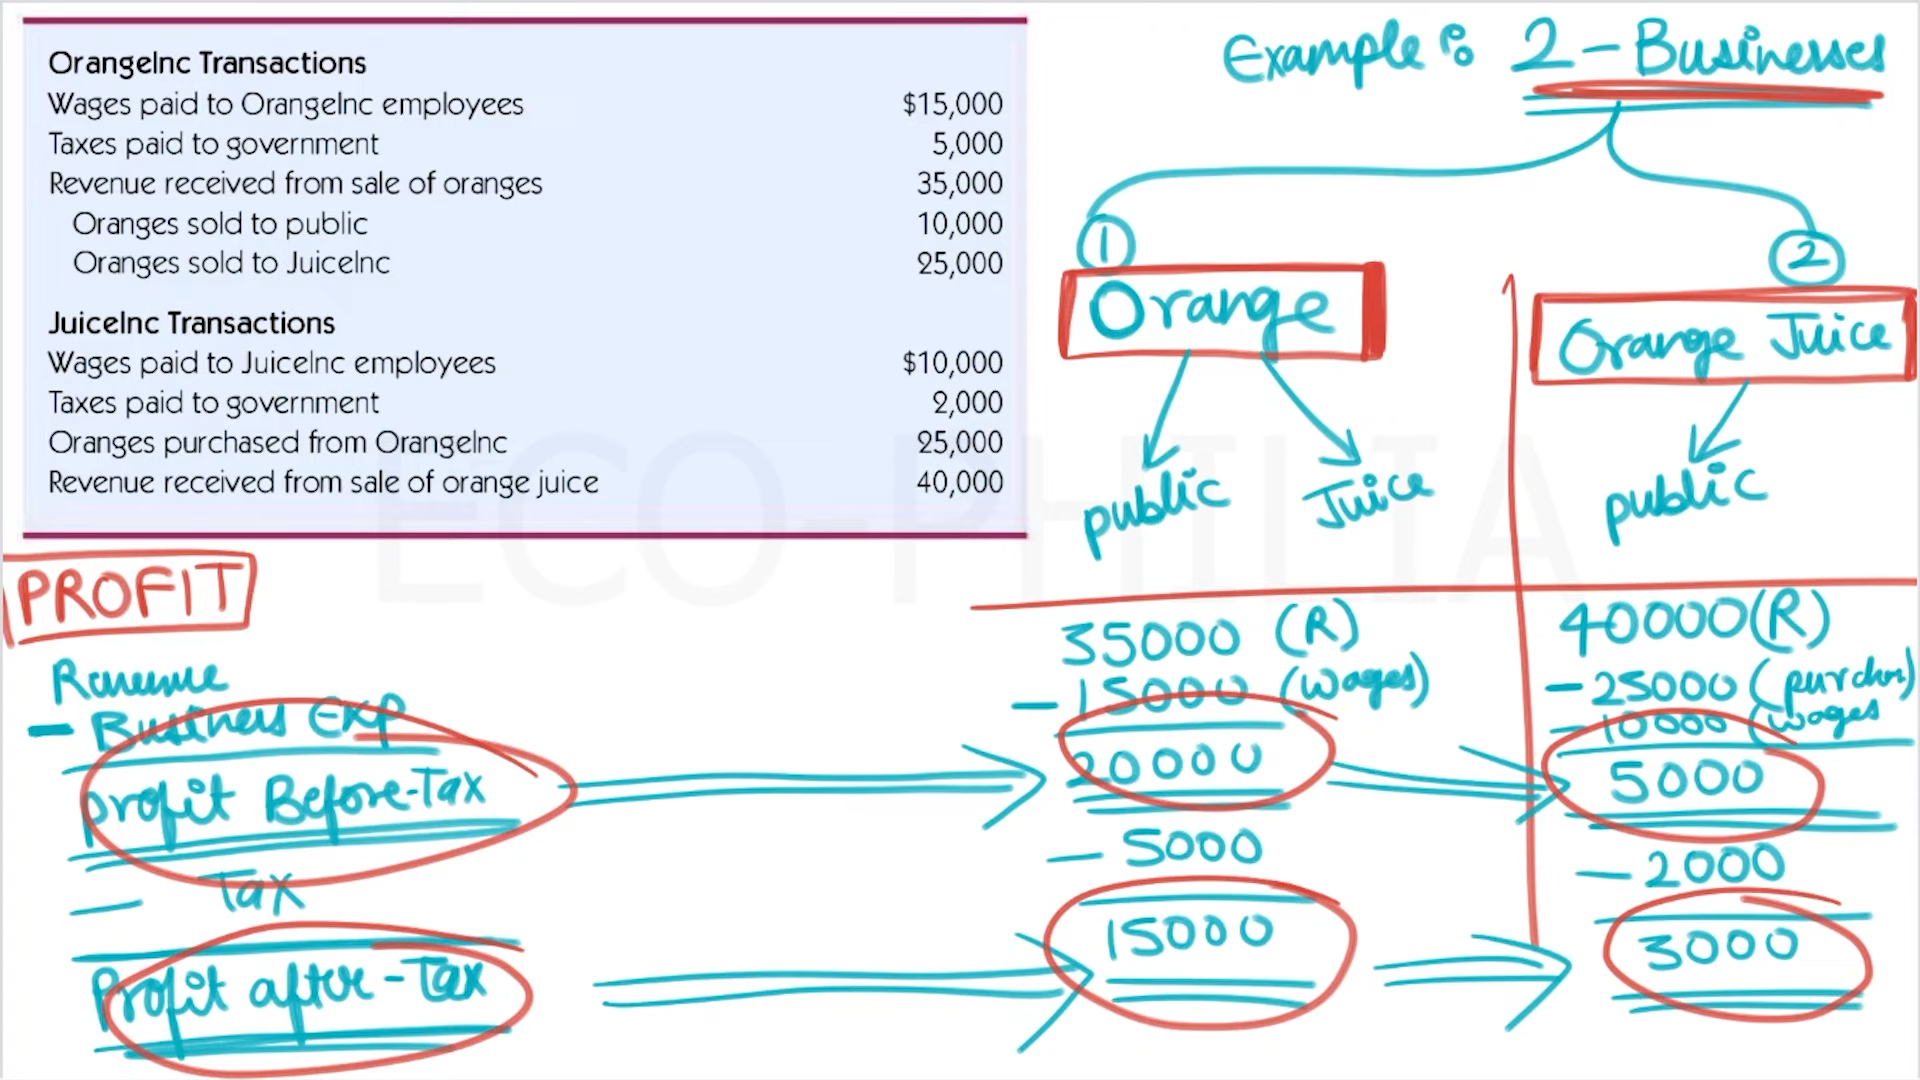 OrangeInc Transactions
Wages paid to OrangeInc employees $15,000
Taxes paid to government 5,000
Revenue received from sale of oranges 35,000
Oranges sold to public 10,000
Oranges sold to JuiceInc 25,000
JuiceInc Transactions
Wages paid to JuiceInc employees $10,000
Taxes paid to government 2,000
Oranges purchased from OrangeInc 25,000
Revenue received from sale of orange juice 40,000
Example : 2 - Businesses
1
2
Orange
Orange Juice
public
Juice
public
ECO-PHILIA
PROFIT
Revenue
- Business Exp
profit Before-Tax
- Tax
Profit after-Tax
35000 (R)
- 15000 (wages)
20000
- 5000
15000
40000(R)
- 25000
- 10000 (wages
5000
- 2000
3000